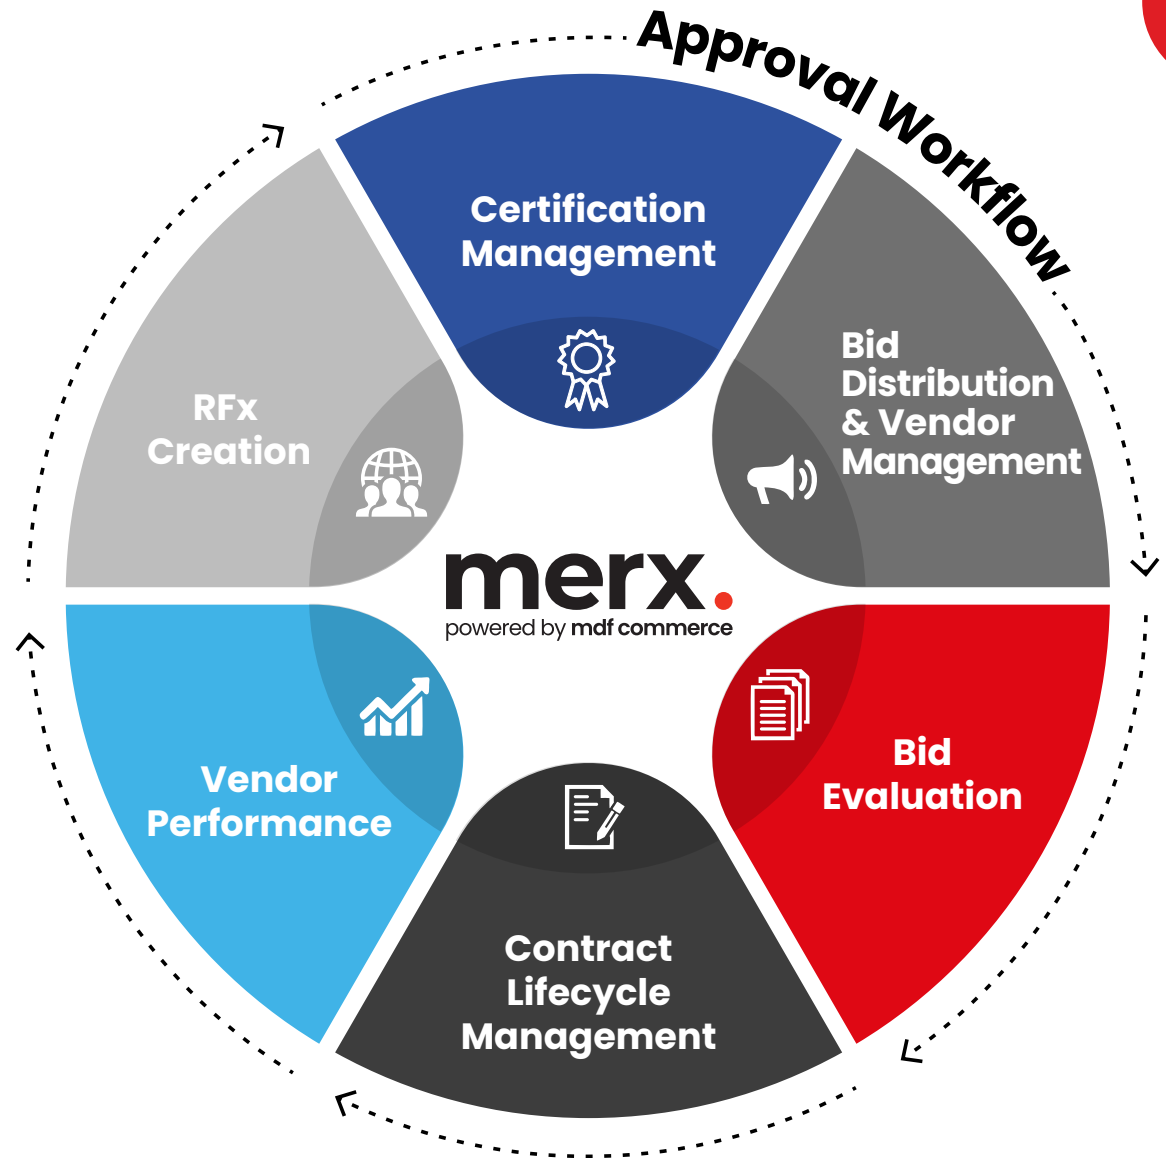 Approval Workflow
Certification
Management
Bid
Distribution
& Vendor
Management
RFx
Creation
merx.
powered by mdf commerce
Bid
Evaluation
Vendor
Performance
Contract
Lifecycle
Management